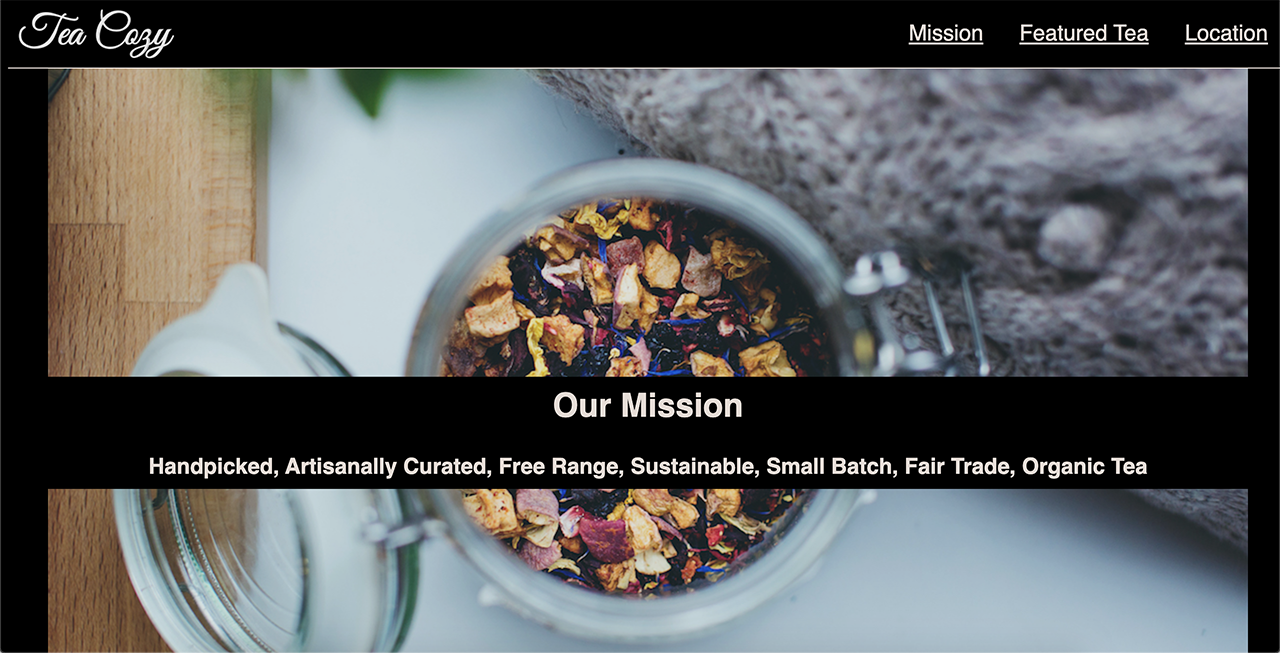 Tea Cozy
Mission
Featured Tea
Location
Our Mission
Handpicked, Artisanally Curated, Free Range, Sustainable, Small Batch, Fair Trade, Organic Tea